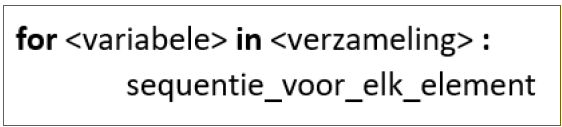 for <variabele> in <verzameling> :
sequentie_voor_elk_element